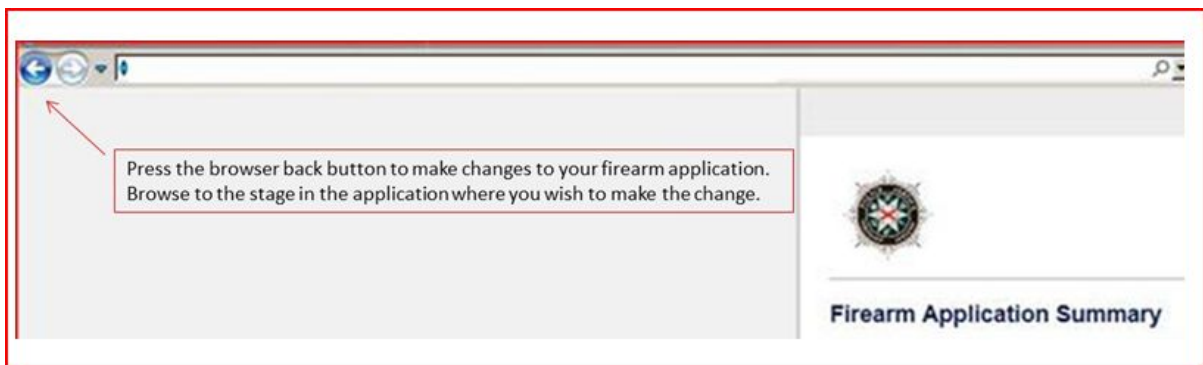 Press the browser back button to make changes to your firearm application.
Browse to the stage in the application where you wish to make the change.
Firearm Application Summary